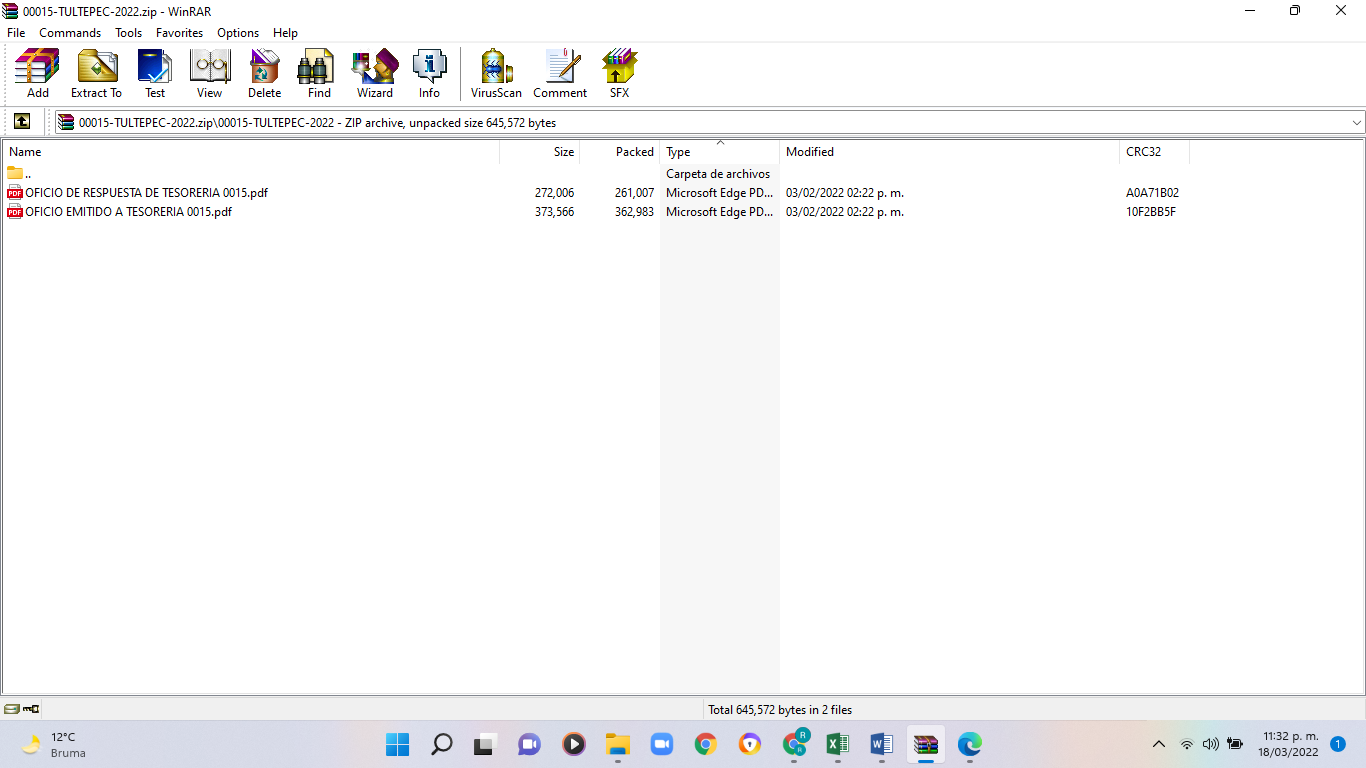 00015-TULTEPEC-2022.zip - WinRAR
File Commands Tools Favorites Options Help
Add Extract To Test View Delete Find Wizard Info VirusScan Comment SFX
00015-TULTEPEC-2022.zip\00015-TULTEPEC-2022 - ZIP archive, unpacked size 645,572 bytes
Name Size Packed Type Modified CRC32
.. Carpeta de archivos
OFICIO DE RESPUESTA DE TESORERIA 0015.pdf 272,006 261,007 Microsoft Edge PD... 03/02/2022 02:22 p. m. A0A71B02
OFICIO EMITIDO A TESORERIA 0015.pdf 373,566 362,983 Microsoft Edge PD... 03/02/2022 02:22 p. m. 10F2BB5F
Total 645,572 bytes in 2 files
12°C
Bruma
11:32 p. m.
18/03/2022
1